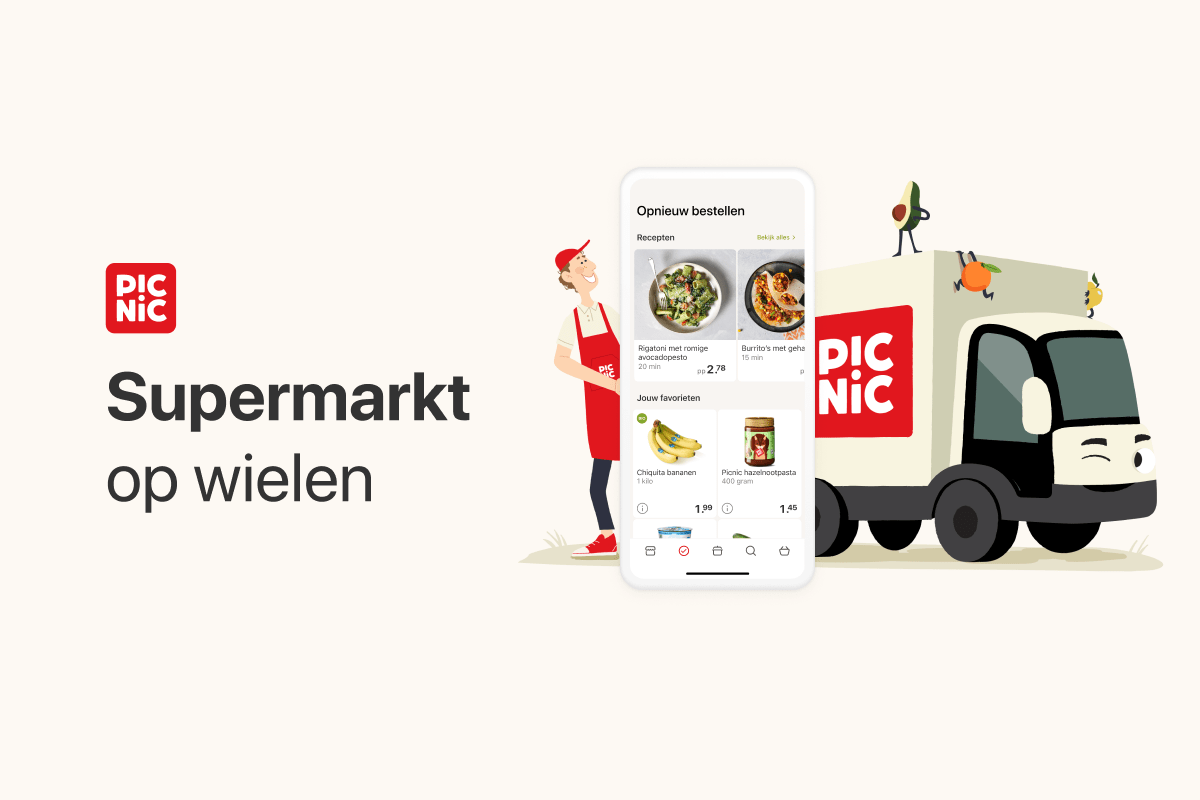 PiC
NiC
Supermarkt
op wielen
Opnieuw bestellen
Recepten
Bekijk alles >
Rigatoni met romige
avocadopesto
20 min
pp 2.78
Burrito's met geha
15 min
p
Jouw favorieten
BIO
Chiquita bananen
1 kilo
1.99
Picnic hazelnootpasta
400 gram
1.45
PiC
NiC
PiC
NiC